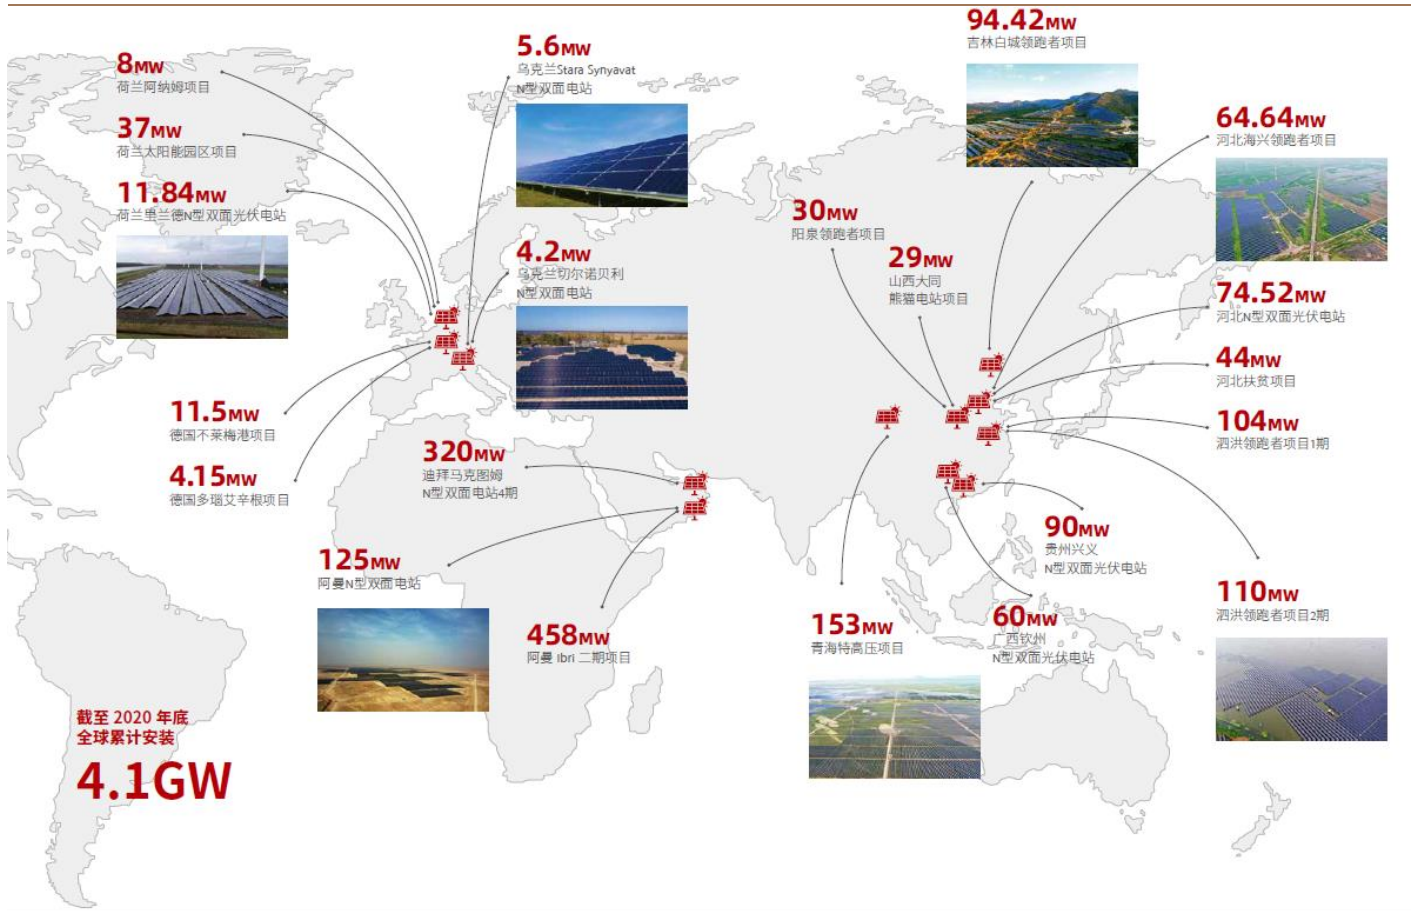 8MW
荷兰阿纳姆项目
37MW
荷兰太阳能园区项目
11.84MW
荷兰里兰德N型双面光伏电站
5.6MW
乌克兰Stara Synyavat
N型双面电站
4.2MW
乌克兰切尔诺贝利
N型双面电站
94.42MW
吉林白城领跑者项目
64.64MW
河北海兴领跑者项目
30MW
阳泉领跑者项目
29MW
山西大同
熊猫电站项目
74.52MW
河北N型双面光伏电站
44MW
河北扶贫项目
104MW
泗洪领跑者项目1期
11.5MW
德国不莱梅港项目
4.15MW
德国多瑙艾辛根项目
320MW
迪拜马克图姆
N型双面电站4期
125MW
阿曼N型双面电站
458MW
阿曼 Ibri 二期项目
90MW
贵州兴义
N型双面光伏电站
153MW
青海特高压项目
60MW
广西钦州
N型双面光伏电站
110MW
泗洪领跑者项目2期
截至 2020 年底
全球累计安装
4.1GW